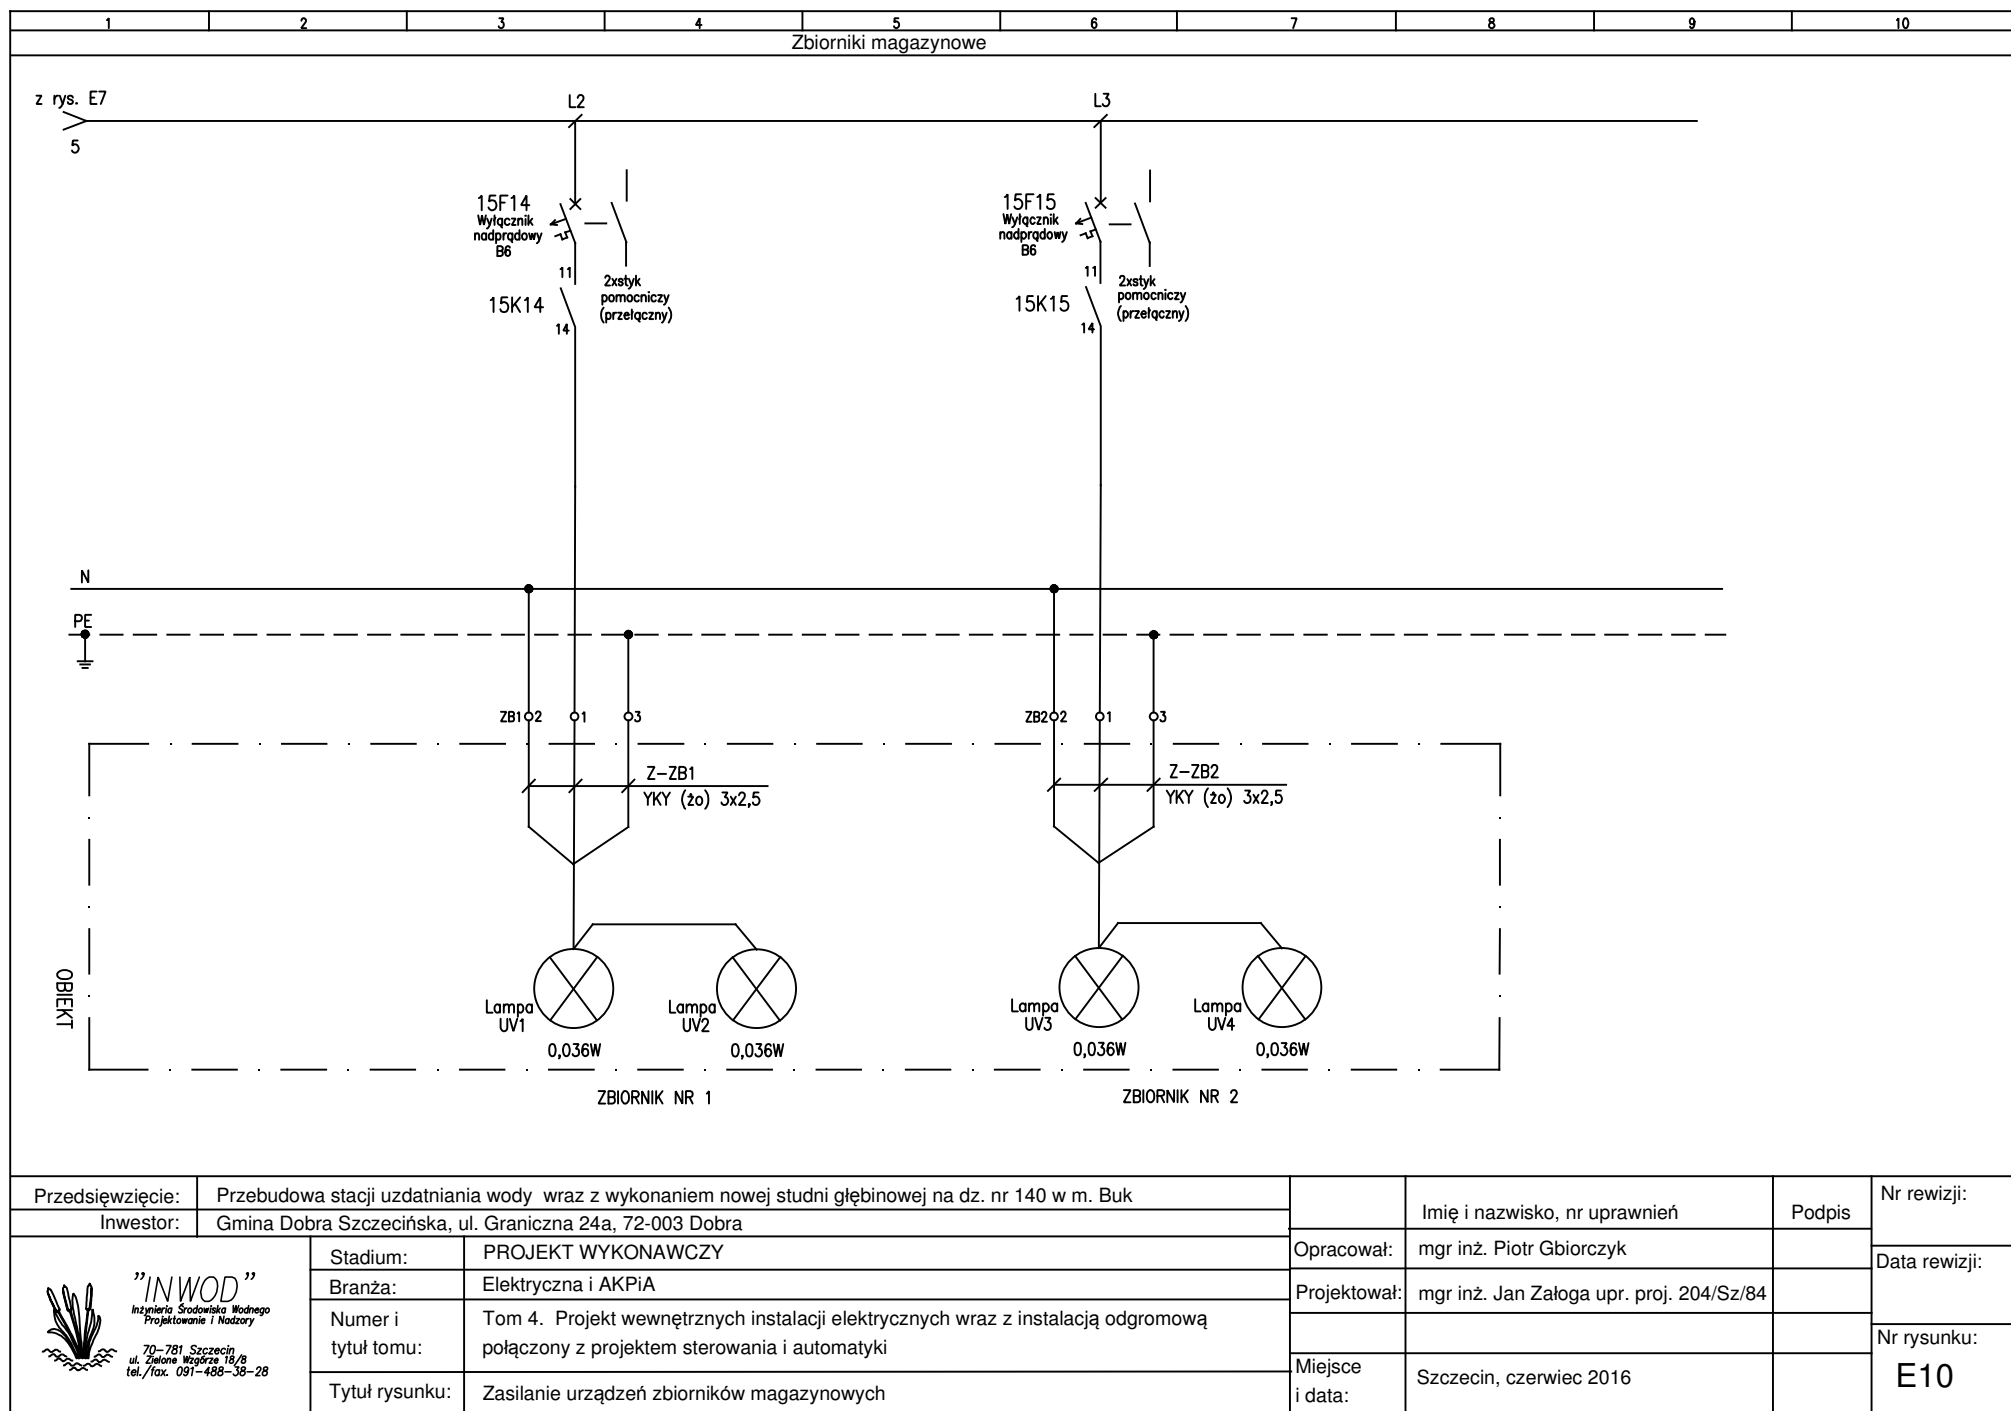 1 2 3 4 5 6 7 8 9 10
Zbiorniki magazynowe
z rys. E7
5
L2
L3
15F14
Wyłącznik
nadprądowy
B6
11
15K14
14
2xstyk
pomocniczy
(przełączny)
15F15
Wyłącznik
nadprądowy
B6
11
15K15
14
2xstyk
pomocniczy
(przełączny)
N
PE
ZB1 2 1 3
ZB2 2 1 3
Z-ZB1
YKY (żo) 3x2,5
Z-ZB2
YKY (żo) 3x2,5
OBIEKT
Lampa
UV1
0,036W
Lampa
UV2
0,036W
Lampa
UV3
0,036W
Lampa
UV4
0,036W
ZBIORNIK NR 1
ZBIORNIK NR 2
Przedsięwzięcie: Przebudowa stacji uzdatniania wody wraz z wykonaniem nowej studni głębinowej na dz. nr 140 w m. Buk
Inwestor: Gmina Dobra Szczecińska, ul. Graniczna 24a, 72-003 Dobra
"INWOD"
Inżynieria Środowiska Wodnego
Projektowanie i Nadzory
70-781 Szczecin
ul. Zielone Wzgórze 18/8
tel./fax. 091-488-38-28
Stadium: PROJEKT WYKONAWCZY
Branża: Elektryczna i AKPiA
Numer i
tytuł tomu:
Tom 4. Projekt wewnętrznych instalacji elektrycznych wraz z instalacją odgromową
połączony z projektem sterowania i automatyki
Tytuł rysunku: Zasilanie urządzeń zbiorników magazynowych
Imię i nazwisko, nr uprawnień Podpis
Opracował: mgr inż. Piotr Gbiorczyk
Projektował: mgr inż. Jan Załoga upr. proj. 204/Sz/84
Miejsce
i data:
Szczecin, czerwiec 2016
Nr rewizji:
Data rewizji:
Nr rysunku:
E10